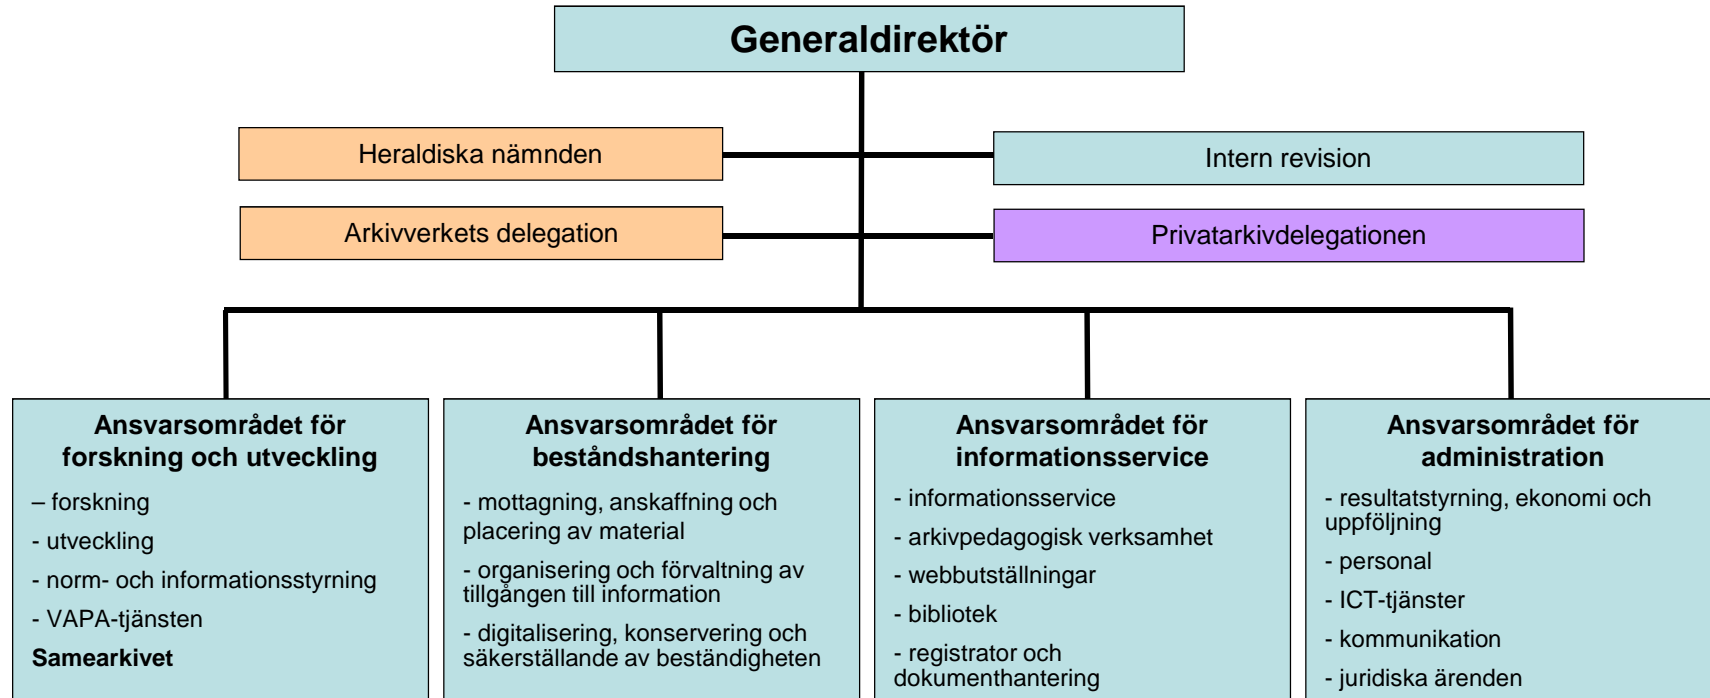 Generaldirektör
Heraldiska nämnden
Intern revision
Arkivverkets delegation
Privatarkivdelegationen
Ansvarsområdet för
forskning och utveckling
– forskning
- utveckling
- norm- och informationsstyrning
- VAPA-tjänsten
Samearkivet
Ansvarsområdet för
beståndshantering
- mottagning, anskaffning och
placering av material
- organisering och förvaltning av
tillgången till information
- digitalisering, konservering och
säkerställande av beständigheten
Ansvarsområdet för
informationsservice
- informationsservice
- arkivpedagogisk verksamhet
- webbutställningar
- bibliotek
- registrator och
dokumenthantering
Ansvarsområdet för
administration
- resultatstyrning, ekonomi och
uppföljning
- personal
- ICT-tjänster
- kommunikation
- juridiska ärenden